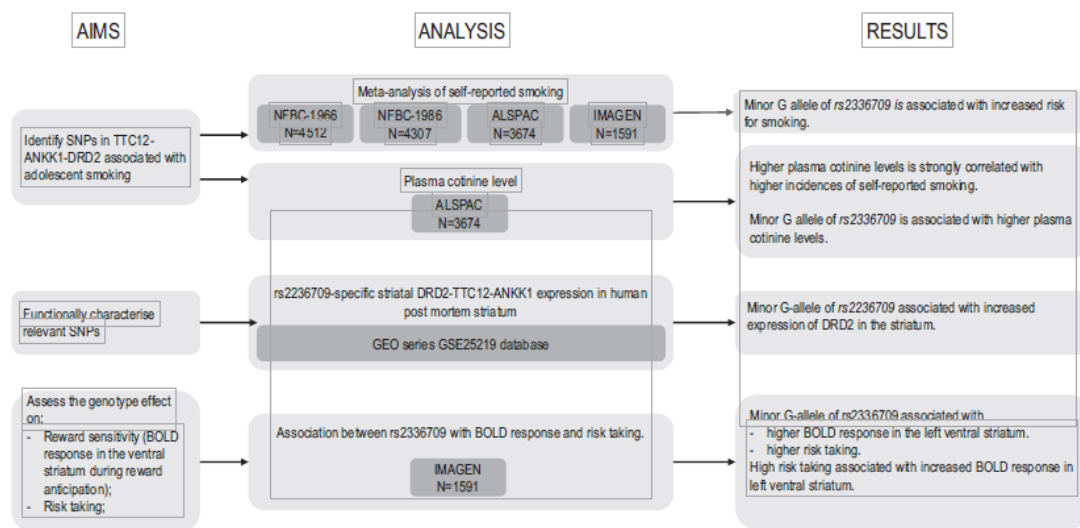 AIMS
ANALYSIS
RESULTS
Identify SNPs in TTC12-
ANKK1-DRD2 associated with
adolescent smoking
Meta-analysis of self-reported smoking
NFBC-1966
N=4512
NFBC-1986
N=4307
ALSPAC
N=3674
IMAGEN
N=1591
Minor G allele of rs2336709 is associated with increased risk
for smoking.
Plasma cotinine level
ALSPAC
N=3674
Higher plasma cotinine levels is strongly correlated with
higher incidences of self-reported smoking.
Minor G allele of rs2336709 is associated with higher plasma
cotinine levels.
Functionally characterise
relevant SNPs
rs2236709-specific striatal DRD2-TTC12-ANKK1 expression in human
post mortem striatum
GEO series GSE25219 database
Minor G-allele of rs2236709 associated with increased
expression of DRD2 in the striatum.
Assess the genotype effect
on:
- Reward sensitivity (BOLD
response in the ventral
striatum during reward
anticipation);
- Risk taking;
Association between rs2336709 with BOLD response and risk taking.
IMAGEN
N=1591
Minor G-allele of rs2336709 associated with
- higher BOLD response in the left ventral striatum.
- higher risk taking.
High risk taking associated with increased BOLD response in
left ventral striatum.